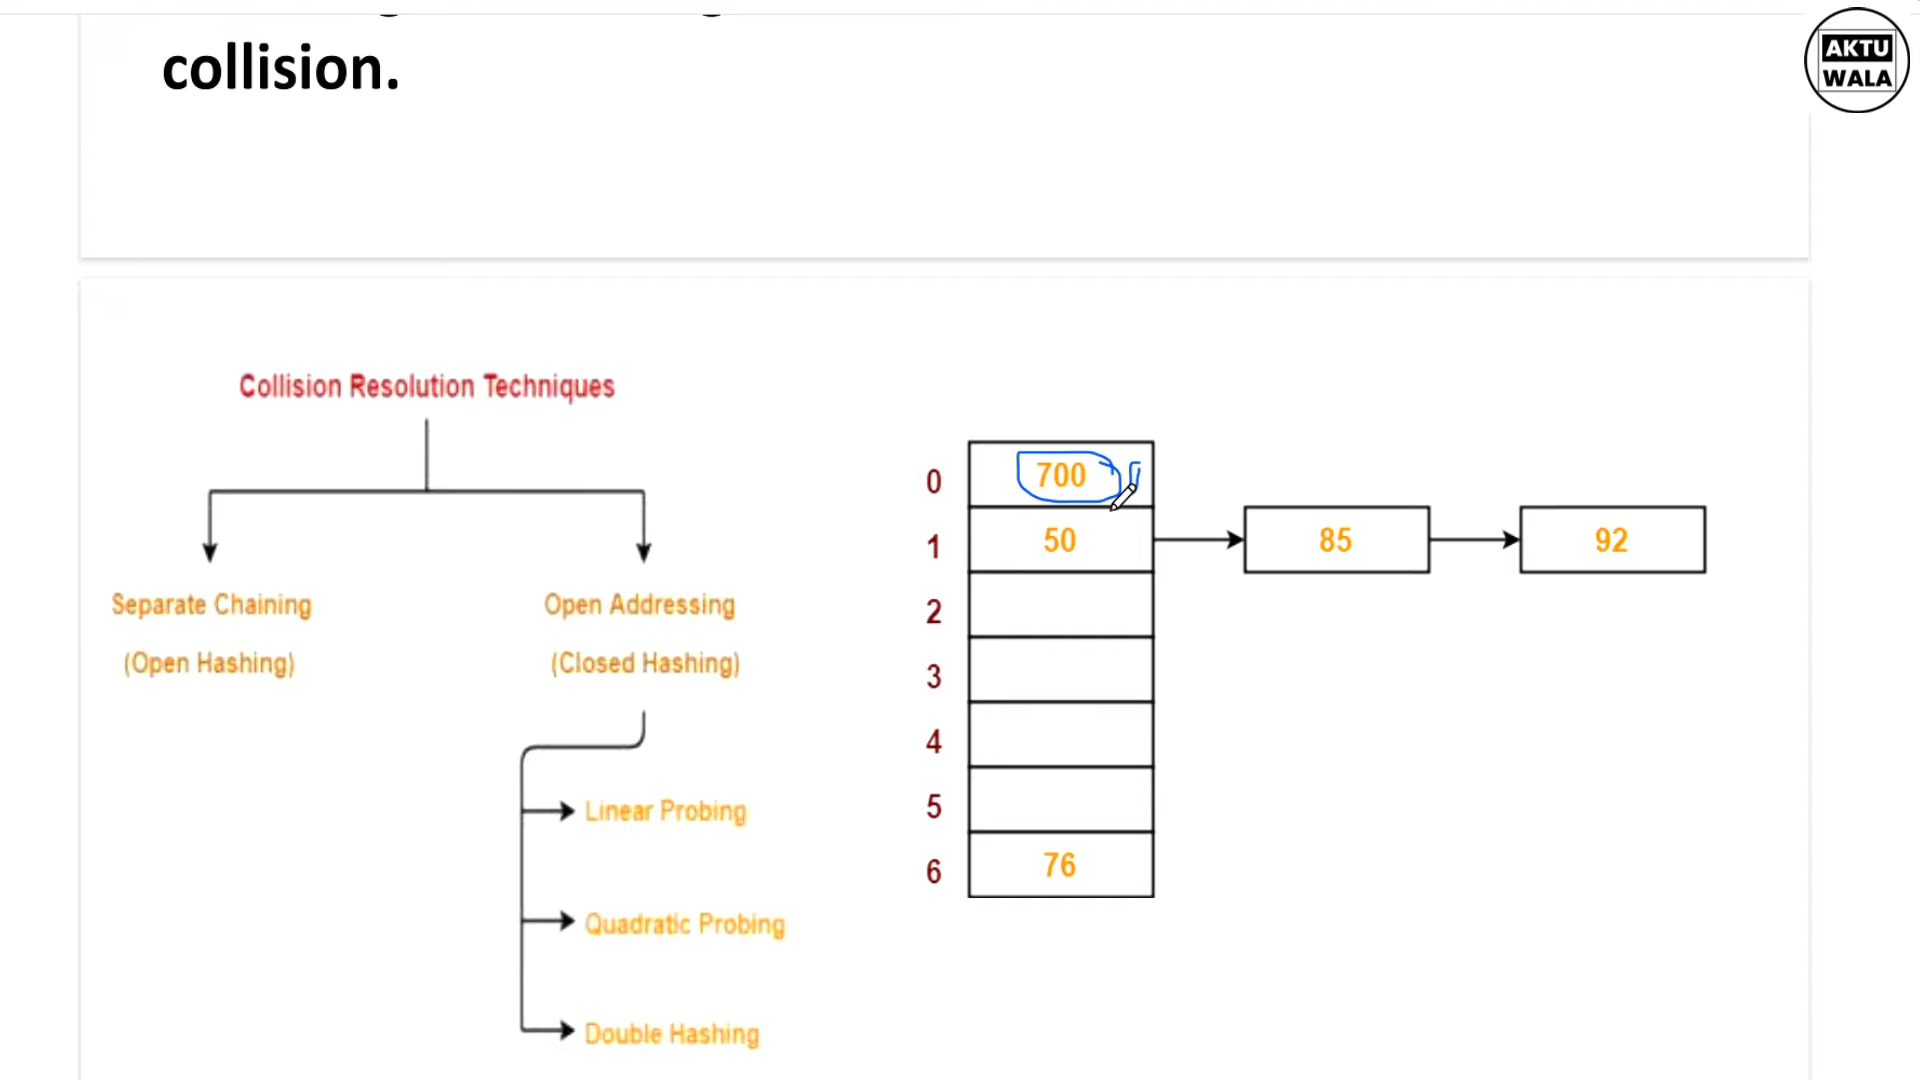 collision.
AKTU
WALA
Collision Resolution Techniques
Separate Chaining
(Open Hashing)
Open Addressing
(Closed Hashing)
Linear Probing
Quadratic Probing
Double Hashing
0 700
1 50 85 92
2
3
4
5
6 76